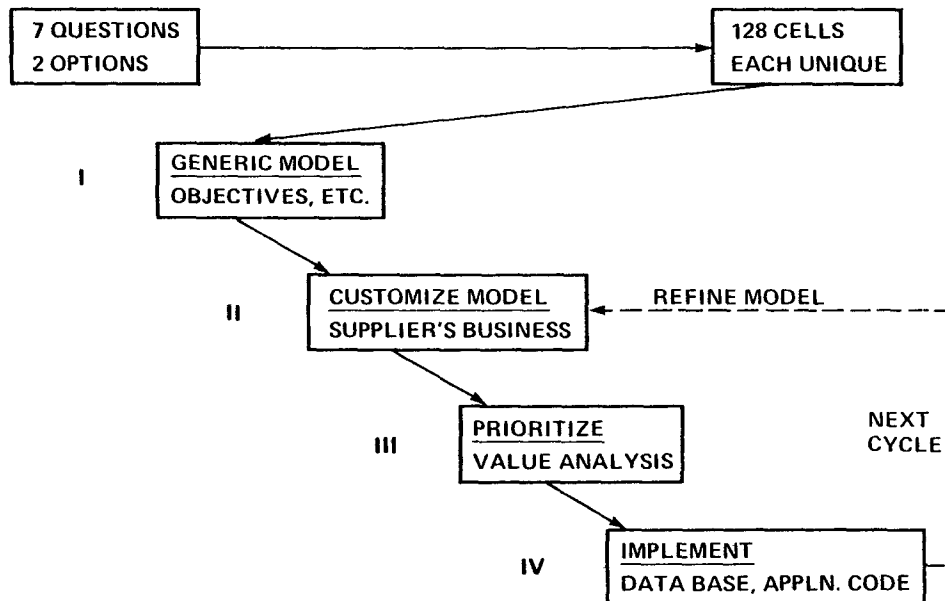 7 QUESTIONS
2 OPTIONS
128 CELLS
EACH UNIQUE
I
GENERIC MODEL
OBJECTIVES, ETC.
II
CUSTOMIZE MODEL
SUPPLIER'S BUSINESS
REFINE MODEL
III
PRIORITIZE
VALUE ANALYSIS
NEXT
CYCLE
IV
IMPLEMENT
DATA BASE, APPLN. CODE